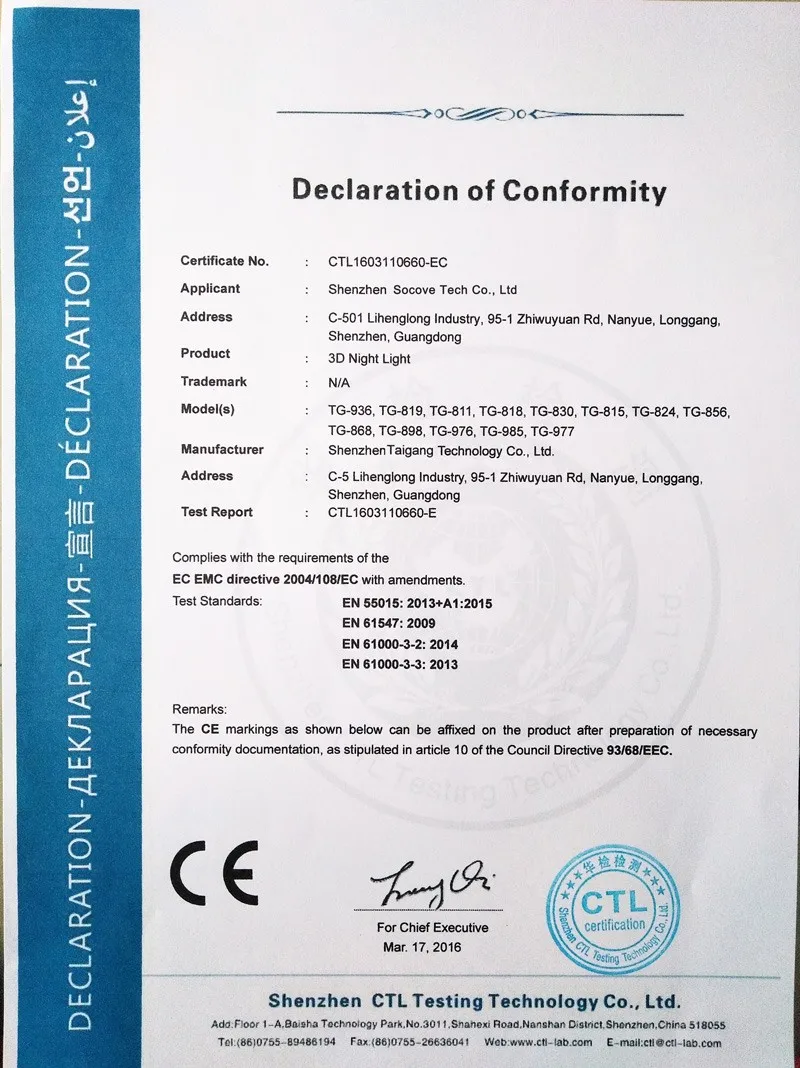 DECLARATION-ДЕКЛАРАЦИЯ-宣言-DÉCLARATION-선언-إعلان
Declaration of Conformity
Certificate No. : CTL1603110660-EC
Applicant : Shenzhen Socove Tech Co., Ltd
Address : C-501 Lihenglong Industry, 95-1 Zhiwuyuan Rd, Nanyue, Longgang,
Shenzhen, Guangdong
Product : 3D Night Light
Trademark : N/A
Model(s) : TG-936, TG-819, TG-811, TG-818, TG-830, TG-815, TG-824, TG-856,
TG-868, TG-898, TG-976, TG-985, TG-977
Manufacturer : ShenzhenTaigang Technology Co., Ltd.
Address : C-5 Lihenglong Industry, 95-1 Zhiwuyuan Rd, Nanyue, Longgang,
Shenzhen, Guangdong
Test Report : CTL1603110660-E
Complies with the requirements of the
EC EMC directive 2004/108/EC with amendments.
Test Standards: EN 55015: 2013+A1:2015
EN 61547: 2009
EN 61000-3-2: 2014
EN 61000-3-3: 2013
Remarks:
The CE markings as shown below can be affixed on the product after preparation of necessary
conformity documentation, as stipulated in article 10 of the Council Directive 93/68/EEC.
CE
For Chief Executive
Mar. 17, 2016
华检检测
CTL
certification
Shenzhen CTL Testing Technology Co., Ltd.
Shenzhen CTL Testing Technology Co., Ltd.
Add:Floor 1-A,Baisha Technology Park,No.3011,Shahexi Road,Nanshan District,Shenzhen,China 518055
Tel:(86)0755-89486194 Fax:(86)0755-26636041 Web:www.ctl-lab.com E-mail:ctl@ctl-lab.com